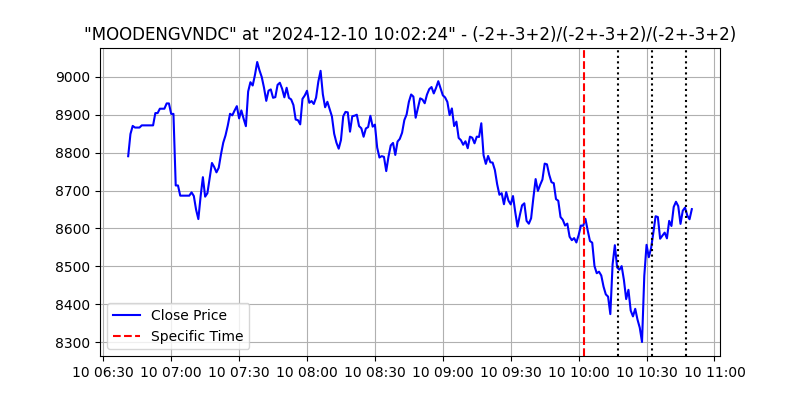 "MOODENGVNDC" at "2024-12-10 10:02:24" - (-2+-3+2)/(-2+-3+2)/(-2+-3+2)
9000
8900
8800
8700
8600
8500
8400
8300
Close Price
Specific Time
10 06:30 10 07:00 10 07:30 10 08:00 10 08:30 10 09:00 10 09:30 10 10:00 10 10:30 10 11:00